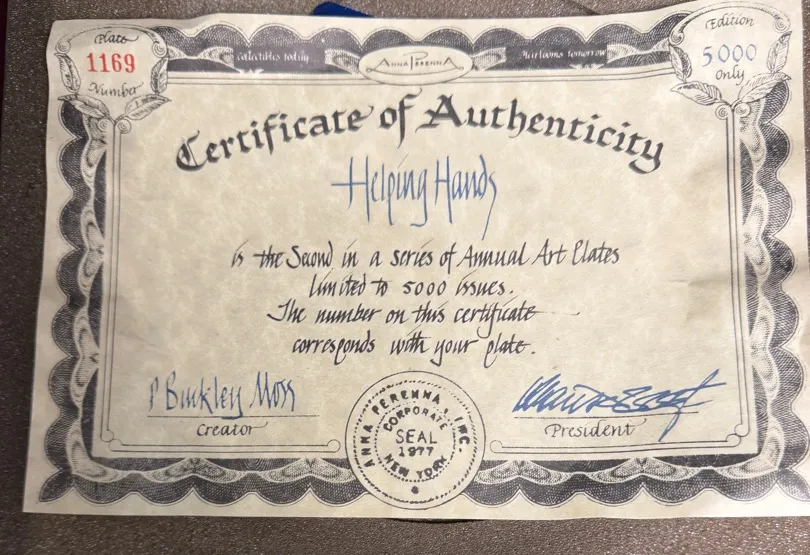 Plate
1169
Number
Collectibles today
ANNA PERENNA
Heirlooms tomorrow
Edition
5000
Only
Certificate of Authenticity
Helping Hands
is the Second in a series of Annual Art Plates
limited to 5000 issues.
The number on this certificate
corresponds with your plate.
P Buckley Moss
Creator
ANNA PERENNA, INC.
CORPORATE
SEAL
1977
NEW YORK
President